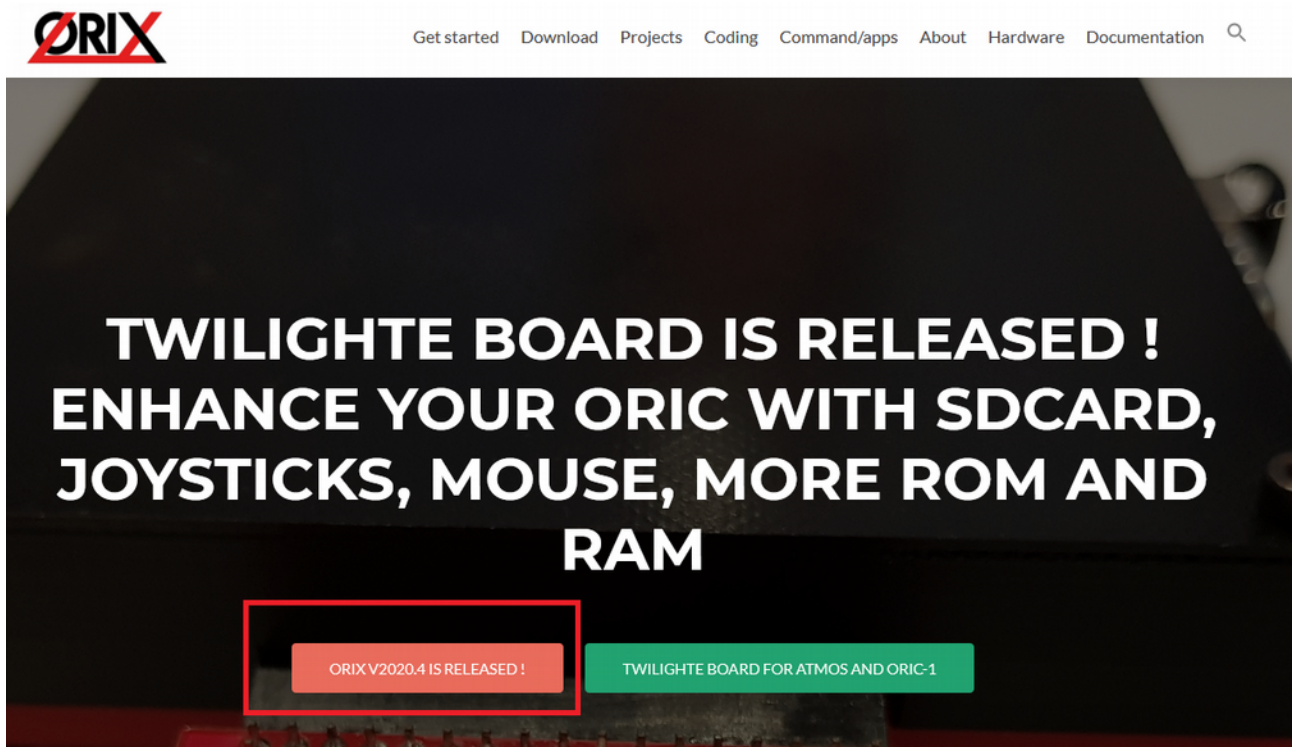 ORIX
Get started Download Projects Coding Command/apps About Hardware Documentation
TWILIGHTE BOARD IS RELEASED !
ENHANCE YOUR ORIC WITH SDCARD,
JOYSTICKS, MOUSE, MORE ROM AND
RAM
ORIX V2020.4 IS RELEASED !
TWILIGHTE BOARD FOR ATMOS AND ORIC-1